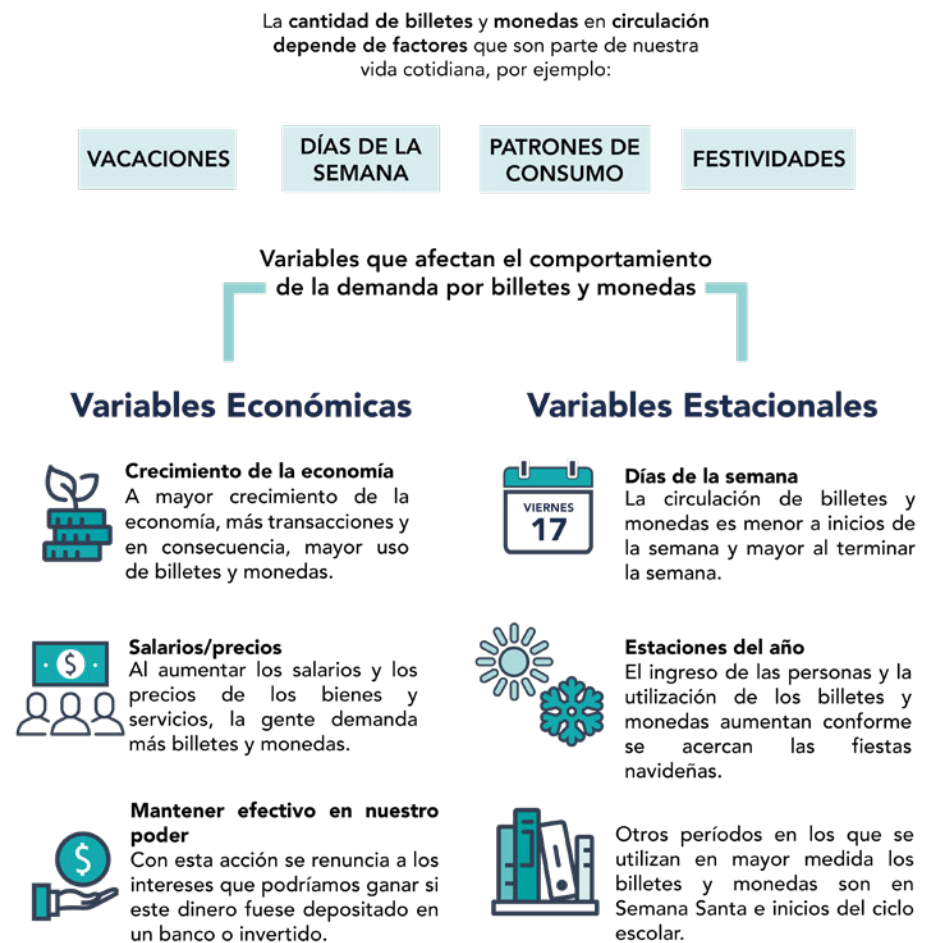 La cantidad de billetes y monedas en circulación
depende de factores que son parte de nuestra
vida cotidiana, por ejemplo:
VACACIONES
DÍAS DE LA
SEMANA
PATRONES DE
CONSUMO
FESTIVIDADES
Variables que afectan el comportamiento
de la demanda por billetes y monedas
Variables Económicas
Crecimiento de la economía
A mayor crecimiento de la
economía, más transacciones y
en consecuencia, mayor uso
de billetes y monedas.
$
Salarios/precios
Al aumentar los salarios y los
precios de los bienes y
servicios, la gente demanda
más billetes y monedas.
$
Mantener efectivo en nuestro
poder
Con esta acción se renuncia a los
intereses que podríamos ganar si
este dinero fuese depositado en
un banco o invertido.
Variables Estacionales
VIERNES
17
Días de la semana
La circulación de billetes y
monedas es menor a inicios de
la semana y mayor al terminar
la semana.
Estaciones del año
El ingreso de las personas y la
utilización de los billetes y
monedas aumentan conforme
se acercan las fiestas
navideñas.
Otros períodos en los que se
utilizan en mayor medida los
billetes y monedas son en
Semana Santa e inicios del ciclo
escolar.